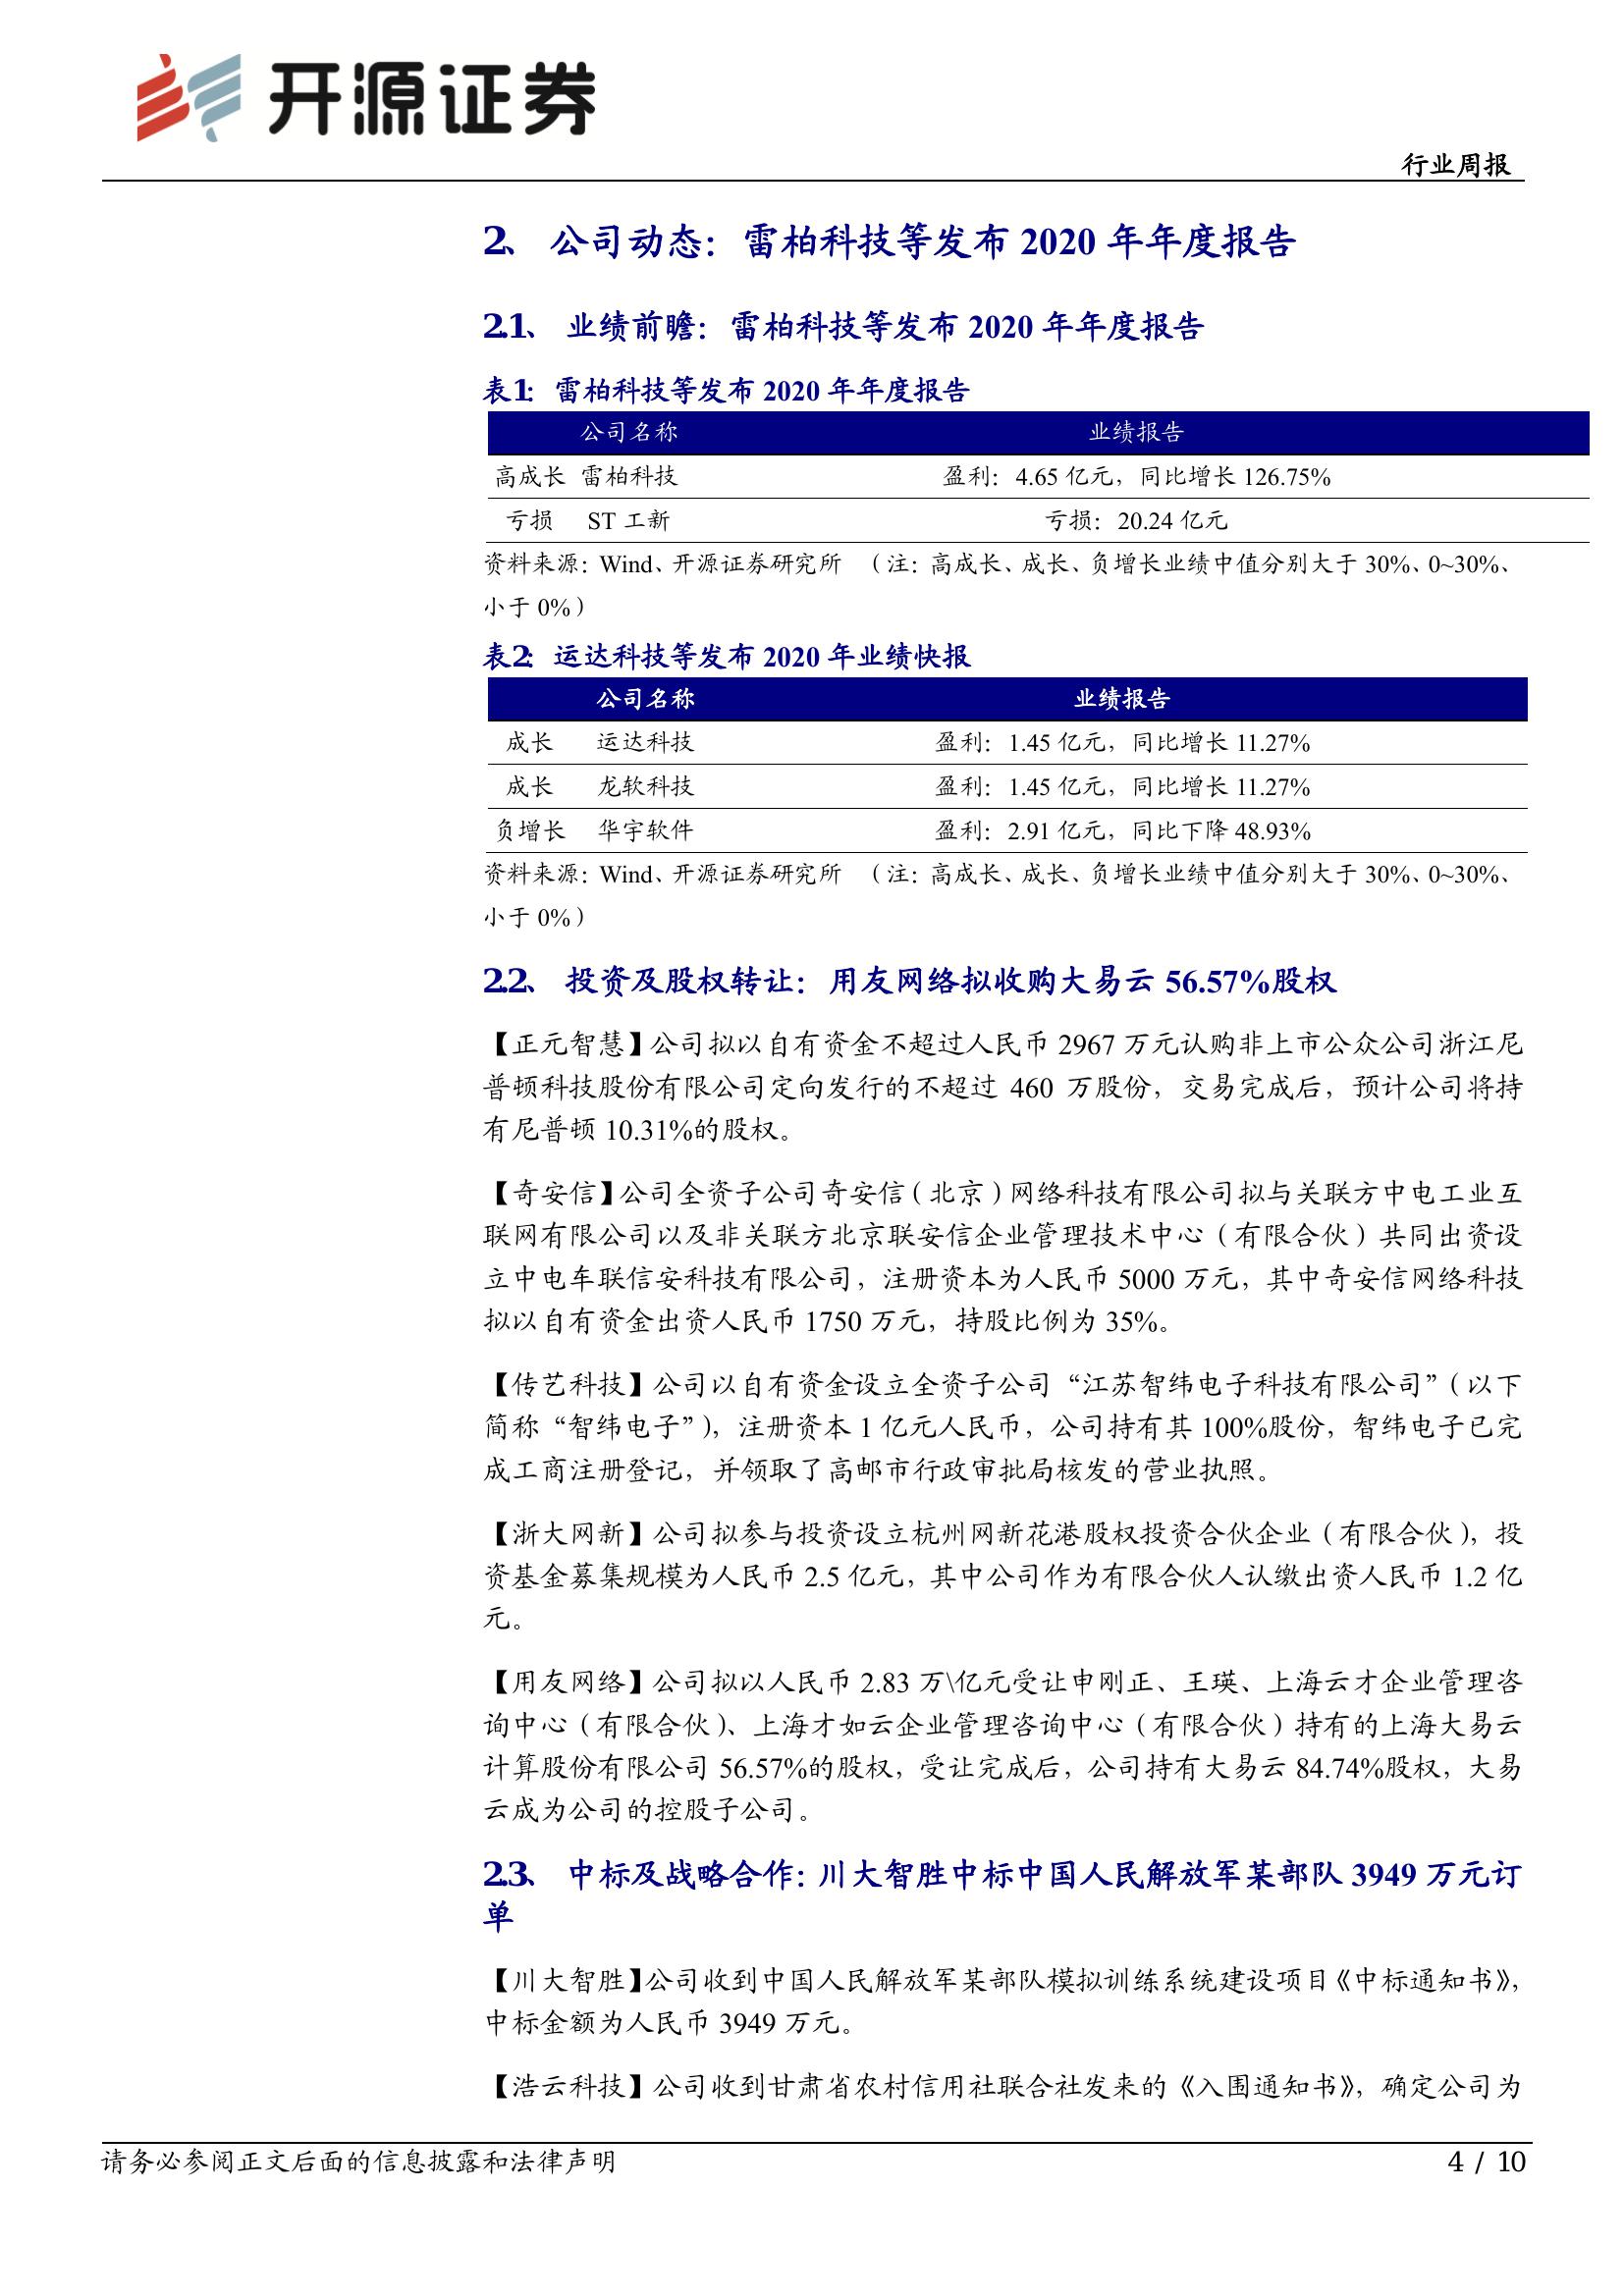 开源证券
行业周报
2、 公司动态：雷柏科技等发布 2020 年年度报告
2.1、 业绩前瞻：雷柏科技等发布 2020 年年度报告
表1： 雷柏科技等发布 2020 年年度报告
公司名称 业绩报告
高成长 雷柏科技 盈利：4.65 亿元，同比增长 126.75%
亏损 ST 工新 亏损：20.24 亿元
资料来源：Wind、开源证券研究所 （注：高成长、成长、负增长业绩中值分别大于 30%、0~30%、
小于 0%）
表2： 运达科技等发布 2020 年业绩快报
公司名称 业绩报告
成长 运达科技 盈利：1.45 亿元，同比增长 11.27%
成长 龙软科技 盈利：1.45 亿元，同比增长 11.27%
负增长 华宇软件 盈利：2.91 亿元，同比下降 48.93%
资料来源：Wind、开源证券研究所 （注：高成长、成长、负增长业绩中值分别大于 30%、0~30%、
小于 0%）
2.2、 投资及股权转让：用友网络拟收购大易云 56.57%股权
【正元智慧】公司拟以自有资金不超过人民币 2967 万元认购非上市公众公司浙江尼
普顿科技股份有限公司定向发行的不超过 460 万股份，交易完成后，预计公司将持
有尼普顿 10.31%的股权。
【奇安信】公司全资子公司奇安信（北京）网络科技有限公司拟与关联方中电工业互
联网有限公司以及非关联方北京联安信企业管理技术中心（有限合伙）共同出资设
立中电车联信安科技有限公司，注册资本为人民币 5000 万元，其中奇安信网络科技
拟以自有资金出资人民币 1750 万元，持股比例为 35%。
【传艺科技】公司以自有资金设立全资子公司“江苏智纬电子科技有限公司”（以下
简称“智纬电子”），注册资本 1 亿元人民币，公司持有其 100%股份，智纬电子已完
成工商注册登记，并领取了高邮市行政审批局核发的营业执照。
【浙大网新】公司拟参与投资设立杭州网新花港股权投资合伙企业（有限合伙），投
资基金募集规模为人民币 2.5 亿元，其中公司作为有限合伙人认缴出资人民币 1.2 亿
元。
【用友网络】公司拟以人民币 2.83 万\亿元受让申刚正、王瑛、上海云才企业管理咨
询中心（有限合伙）、上海才如云企业管理咨询中心（有限合伙）持有的上海大易云
计算股份有限公司 56.57%的股权，受让完成后，公司持有大易云 84.74%股权，大易
云成为公司的控股子公司。
2.3、 中标及战略合作：川大智胜中标中国人民解放军某部队 3949 万元订
单
【川大智胜】公司收到中国人民解放军某部队模拟训练系统建设项目《中标通知书》，
中标金额为人民币 3949 万元。
【浩云科技】公司收到甘肃省农村信用社联合社发来的《入围通知书》，确定公司为
请务必参阅正文后面的信息披露和法律声明
4 / 10